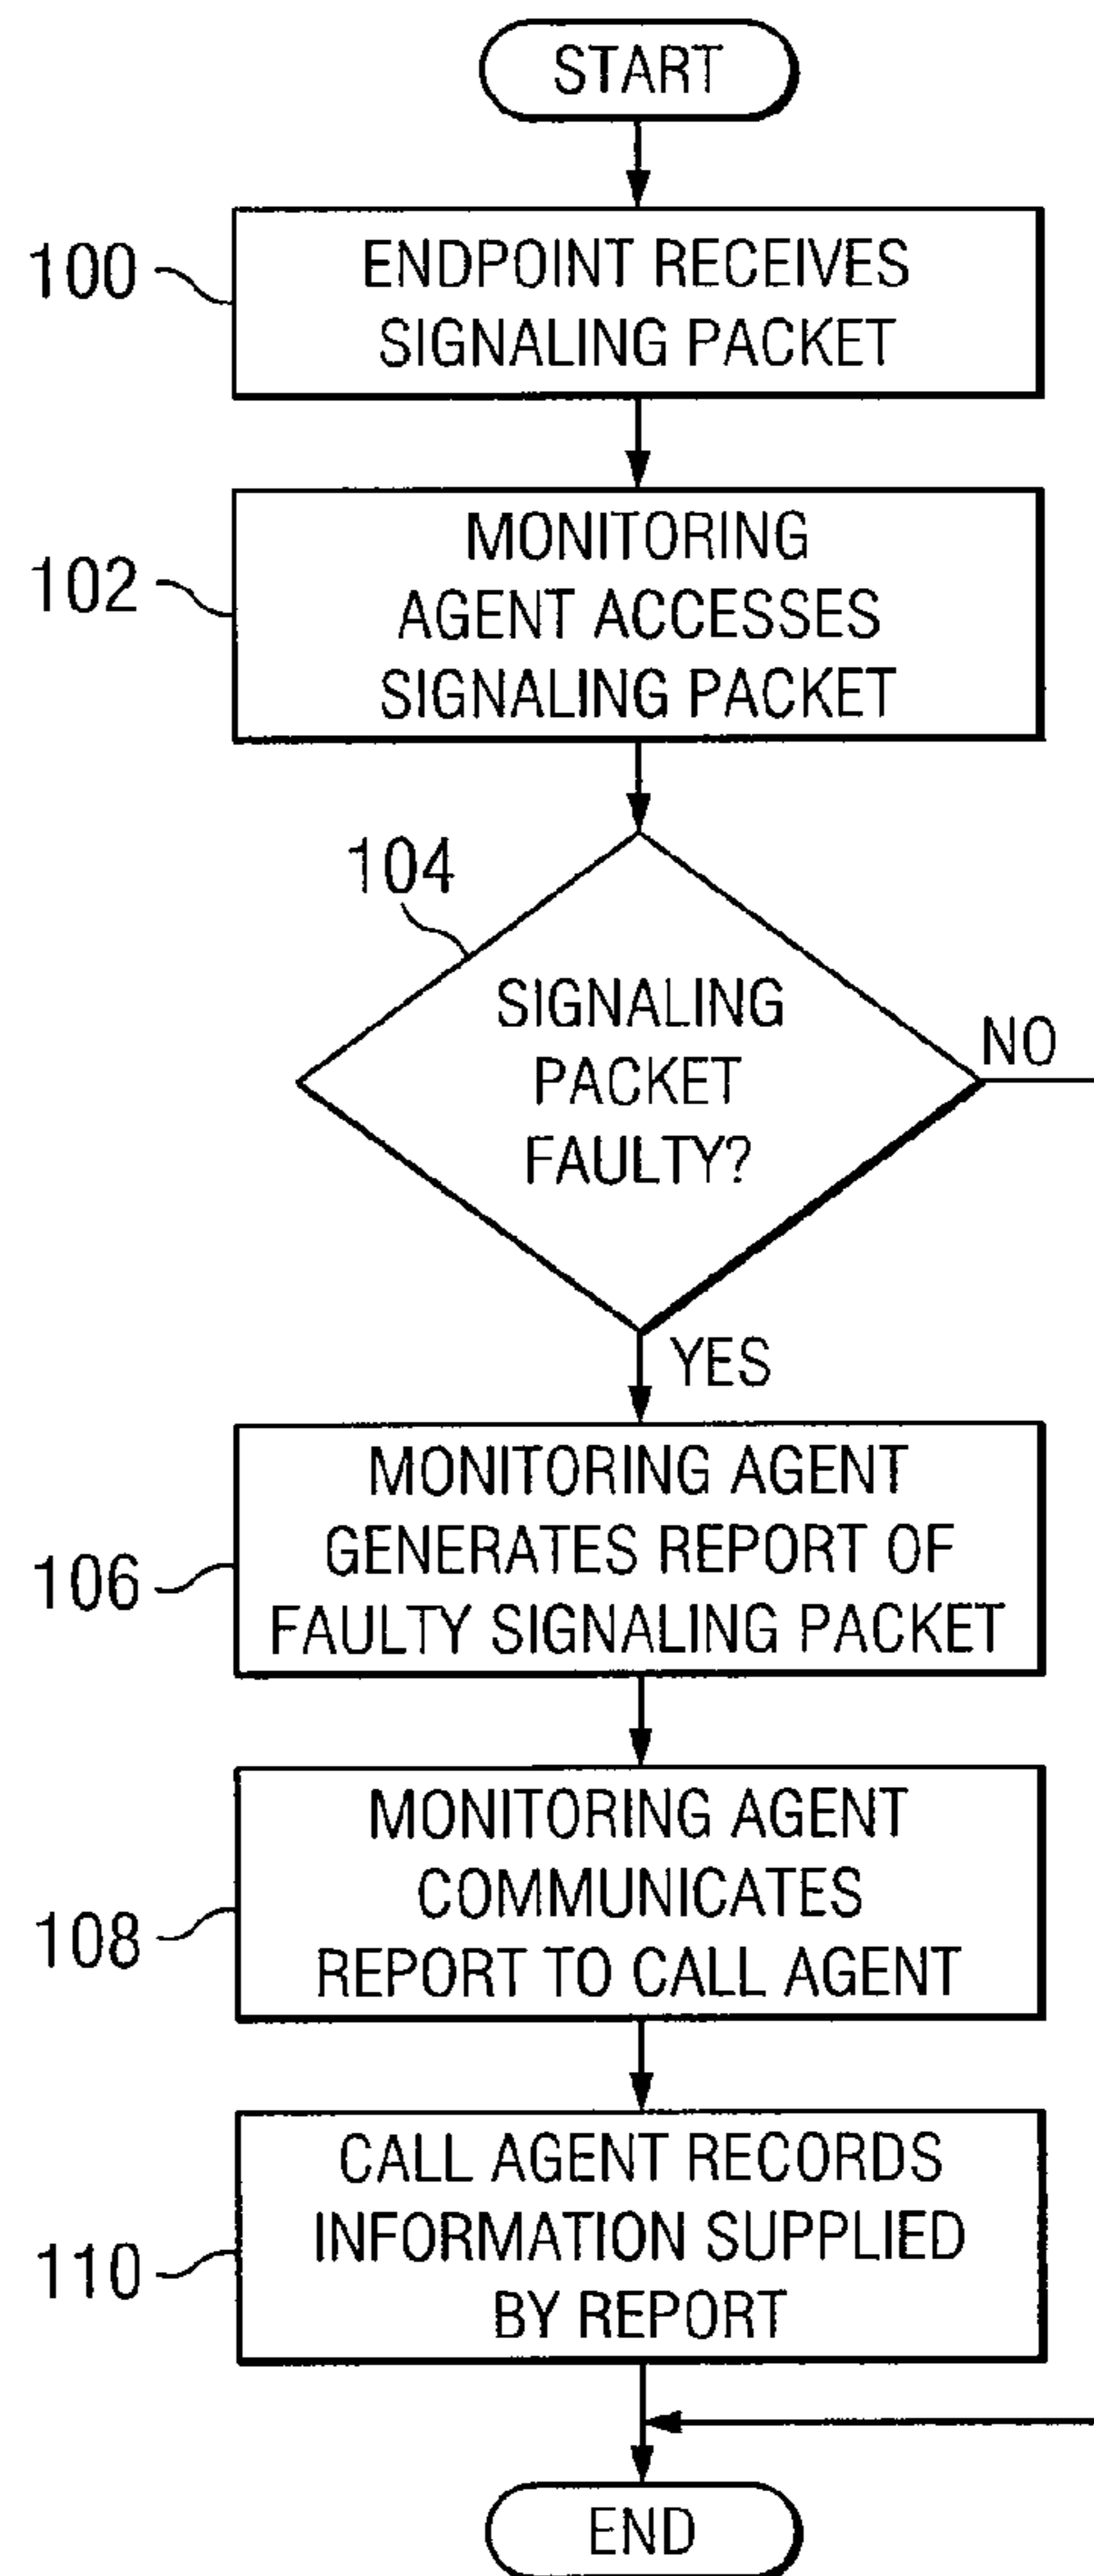 START
100
ENDPOINT RECEIVES
SIGNALING PACKET
102
MONITORING
AGENT ACCESSES
SIGNALING PACKET
104
SIGNALING
PACKET
FAULTY?
NO
YES
106
MONITORING AGENT
GENERATES REPORT OF
FAULTY SIGNALING PACKET
108
MONITORING AGENT
COMMUNICATES
REPORT TO CALL AGENT
110
CALL AGENT RECORDS
INFORMATION SUPPLIED
BY REPORT
END